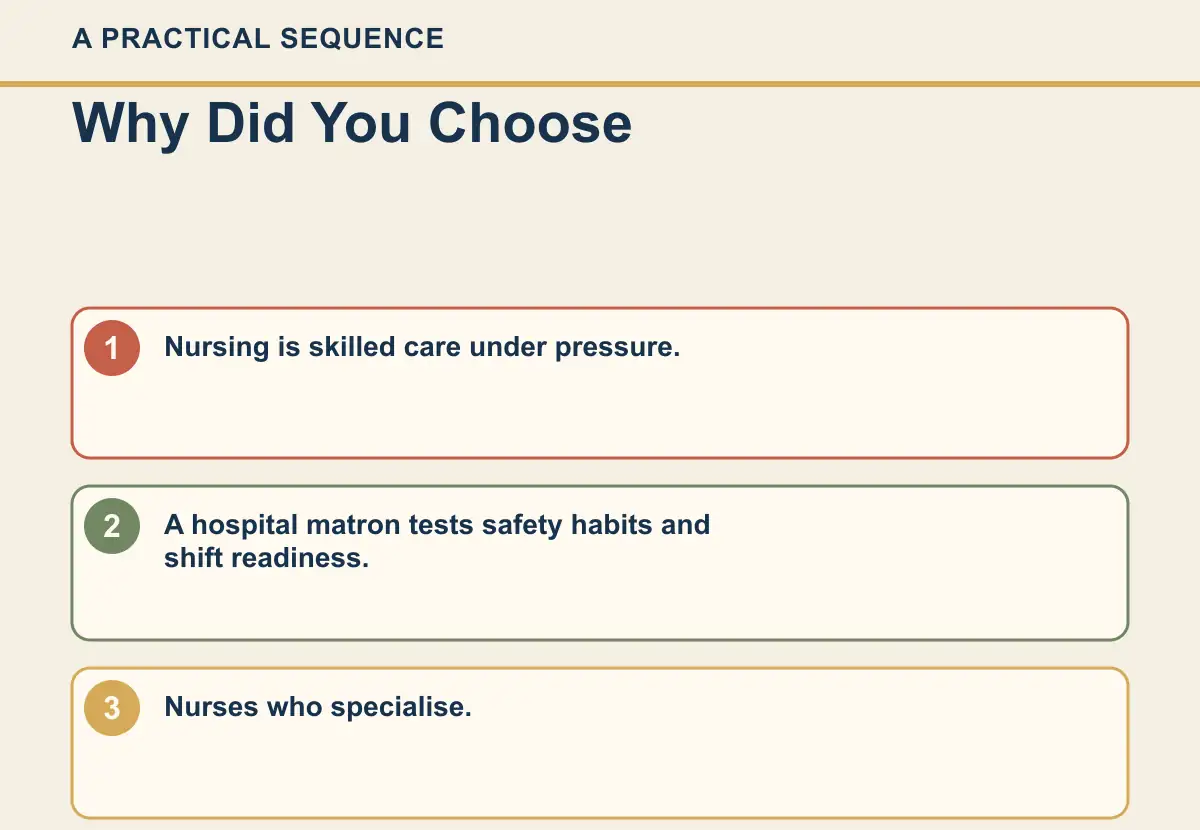 A PRACTICAL SEQUENCE
Why Did You Choose
1
Nursing is skilled care under pressure.
2
A hospital matron tests safety habits and
shift readiness.
3
Nurses who specialise.